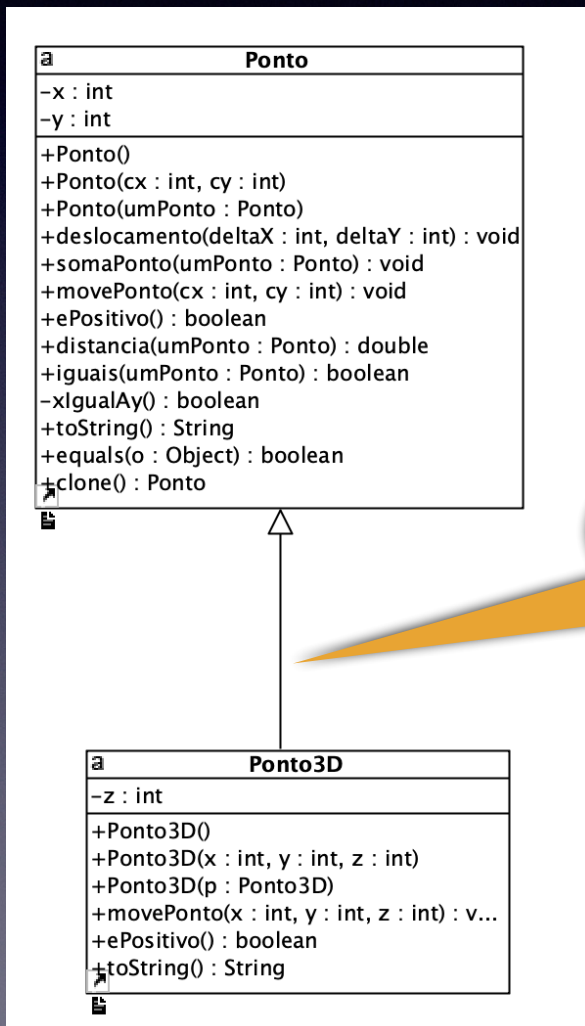 a Ponto
-x : int
-y : int
+Ponto()
+Ponto(cx : int, cy : int)
+Ponto(umPonto : Ponto)
+deslocamento(deltaX : int, deltaY : int) : void
+somaPonto(umPonto : Ponto) : void
+movePonto(cx : int, cy : int) : void
+ePositivo() : boolean
+distancia(umPonto : Ponto) : double
+iguais(umPonto : Ponto) : boolean
-xIgualAy() : boolean
+toString() : String
+equals(o : Object) : boolean
+clone() : Ponto
a Ponto3D
-z : int
+Ponto3D()
+Ponto3D(x : int, y : int, z : int)
+Ponto3D(p : Ponto3D)
+movePonto(x : int, y : int, z : int) : v...
+ePositivo() : boolean
+toString() : String